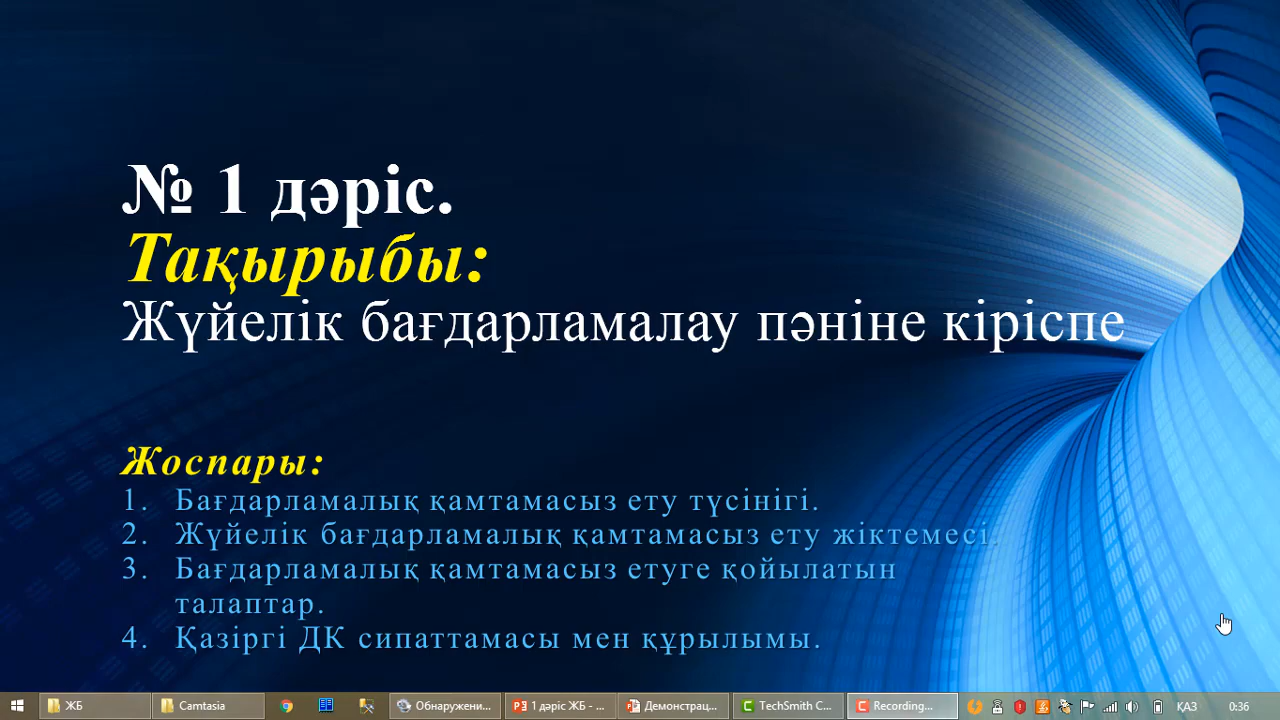 № 1 дәріс.
Тақырыбы:
Жүйелік бағдарламалау пәніне кіріспе
Жоспары:
1. Бағдарламалық қамтамасыз ету түсінігі.
2. Жүйелік бағдарламалық қамтамасыз ету жіктемесі.
3. Бағдарламалық қамтамасыз етуге қойылатын
талаптар.
4. Қазіргі ДК сипаттамасы мен құрылымы.
ЖБ Camtasia Обнаружени... 1 дәріс ЖБ - ... Демонстрац... TechSmith C... Recording... ҚАЗ 0:36